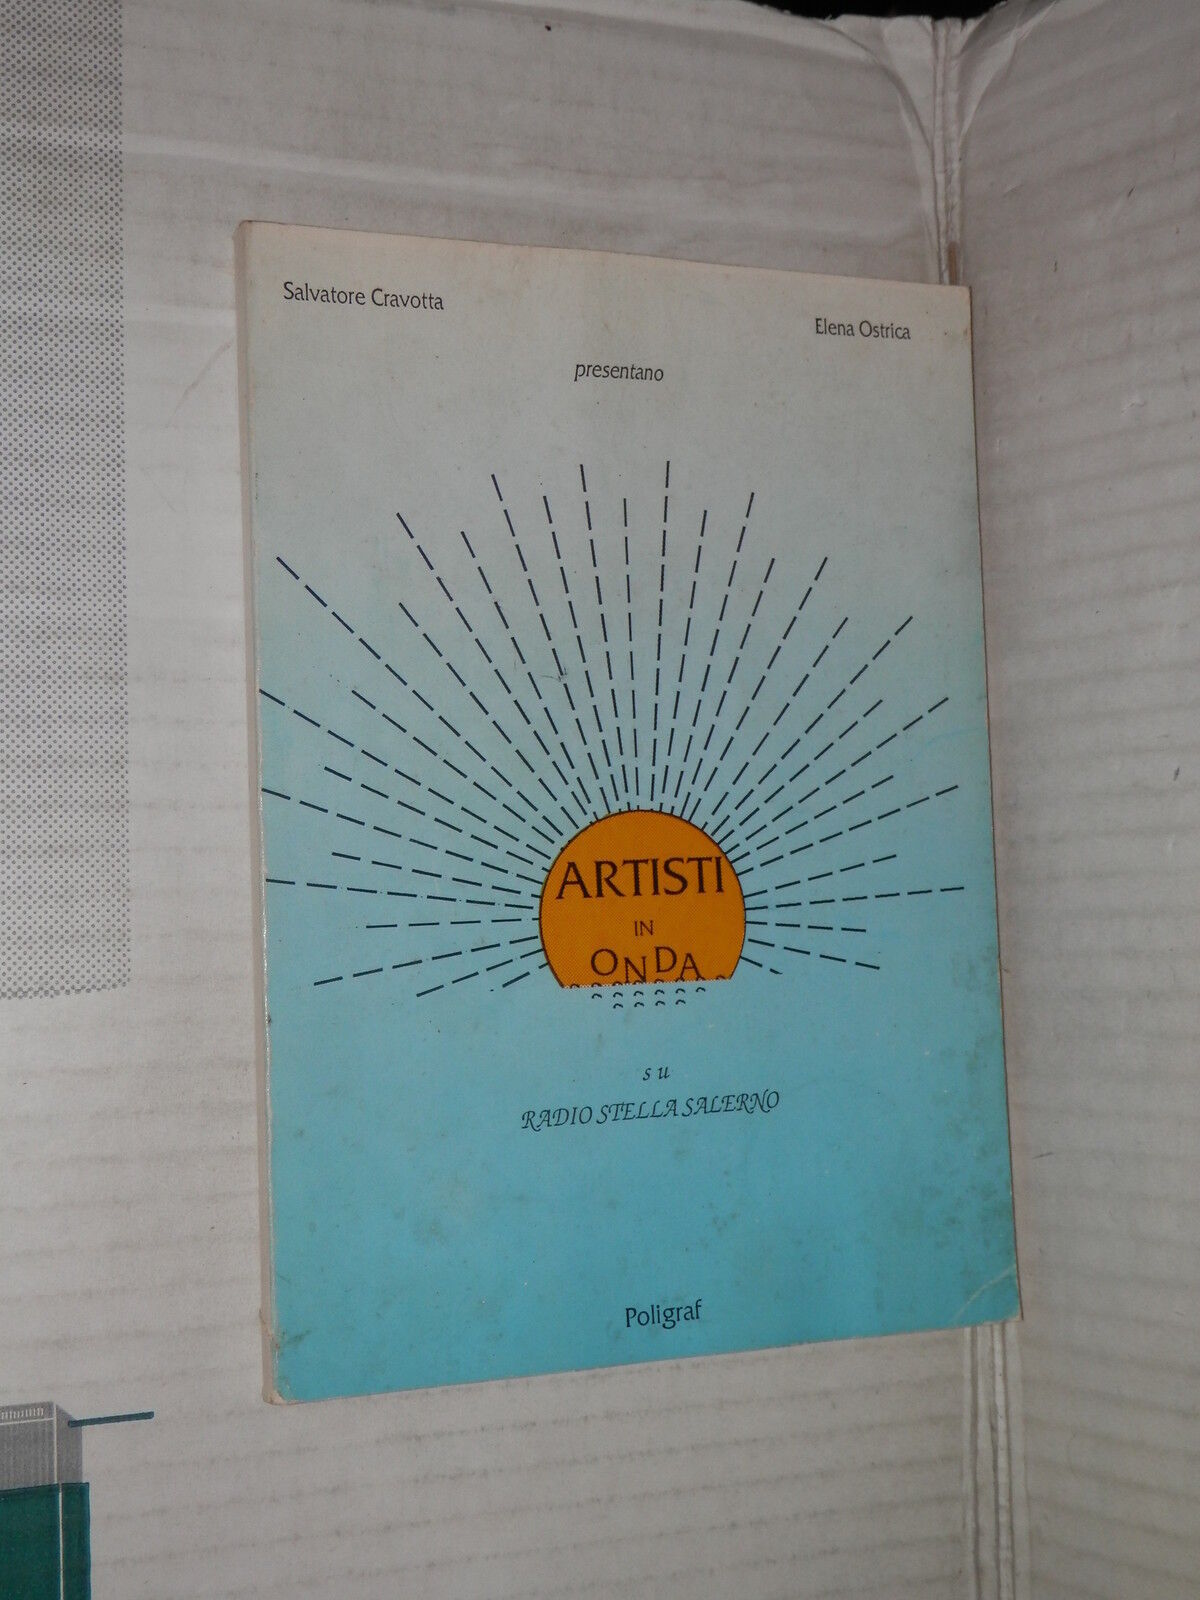 Salvatore Cravotta
Elena Ostrica
presentano
ARTISTI
IN
ONDA
su
RADIO STELLA SALERNO
Poligraf